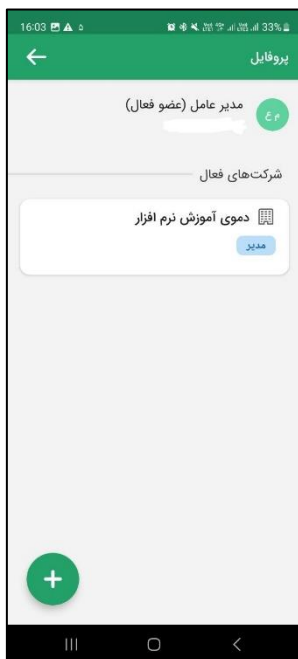 16:03
33%
پروفایل
مدیر عامل (عضو فعال)
م ع
شرکت‌های فعال
دموی آموزش نرم افزار
مدیر
+